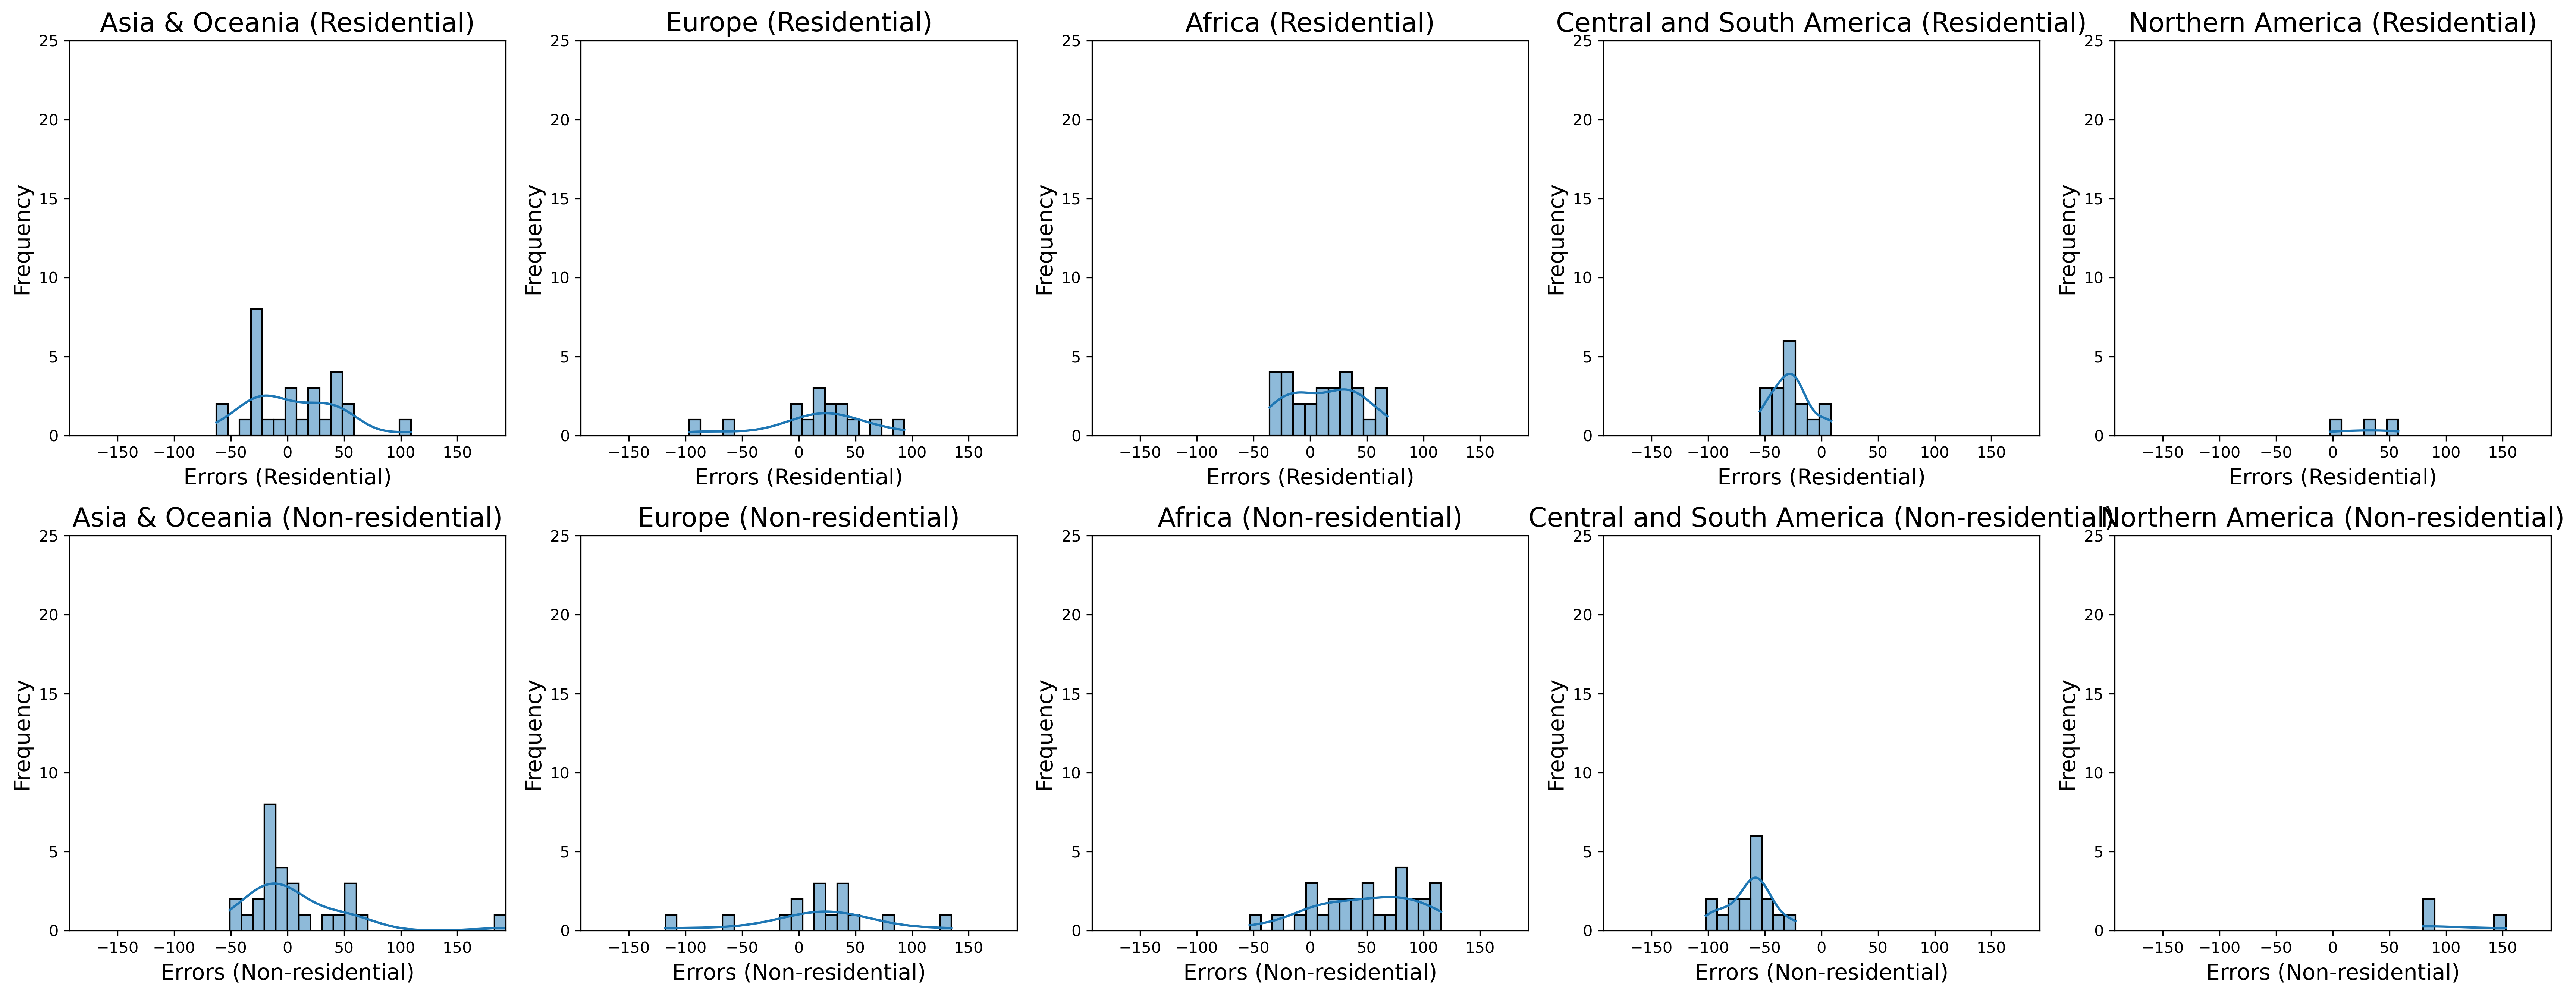 Asia & Oceania (Residential)
25
20
15
10
5
0
Frequency
−150 −100 −50 0 50 100 150
Errors (Residential)
Europe (Residential)
25
20
15
10
5
0
Frequency
−150 −100 −50 0 50 100 150
Errors (Residential)
Africa (Residential)
25
20
15
10
5
0
Frequency
−150 −100 −50 0 50 100 150
Errors (Residential)
Central and South America (Residential)
25
20
15
10
5
0
Frequency
−150 −100 −50 0 50 100 150
Errors (Residential)
Northern America (Residential)
25
20
15
10
5
0
Frequency
−150 −100 −50 0 50 100 150
Errors (Residential)
Asia & Oceania (Non-residential)
25
20
15
10
5
0
Frequency
−150 −100 −50 0 50 100 150
Errors (Non-residential)
Europe (Non-residential)
25
20
15
10
5
0
Frequency
−150 −100 −50 0 50 100 150
Errors (Non-residential)
Africa (Non-residential)
25
20
15
10
5
0
Frequency
−150 −100 −50 0 50 100 150
Errors (Non-residential)
Central and South America (Non-residential)
25
20
15
10
5
0
Frequency
−150 −100 −50 0 50 100 150
Errors (Non-residential)
Northern America (Non-residential)
25
20
15
10
5
0
Frequency
−150 −100 −50 0 50 100 150
Errors (Non-residential)